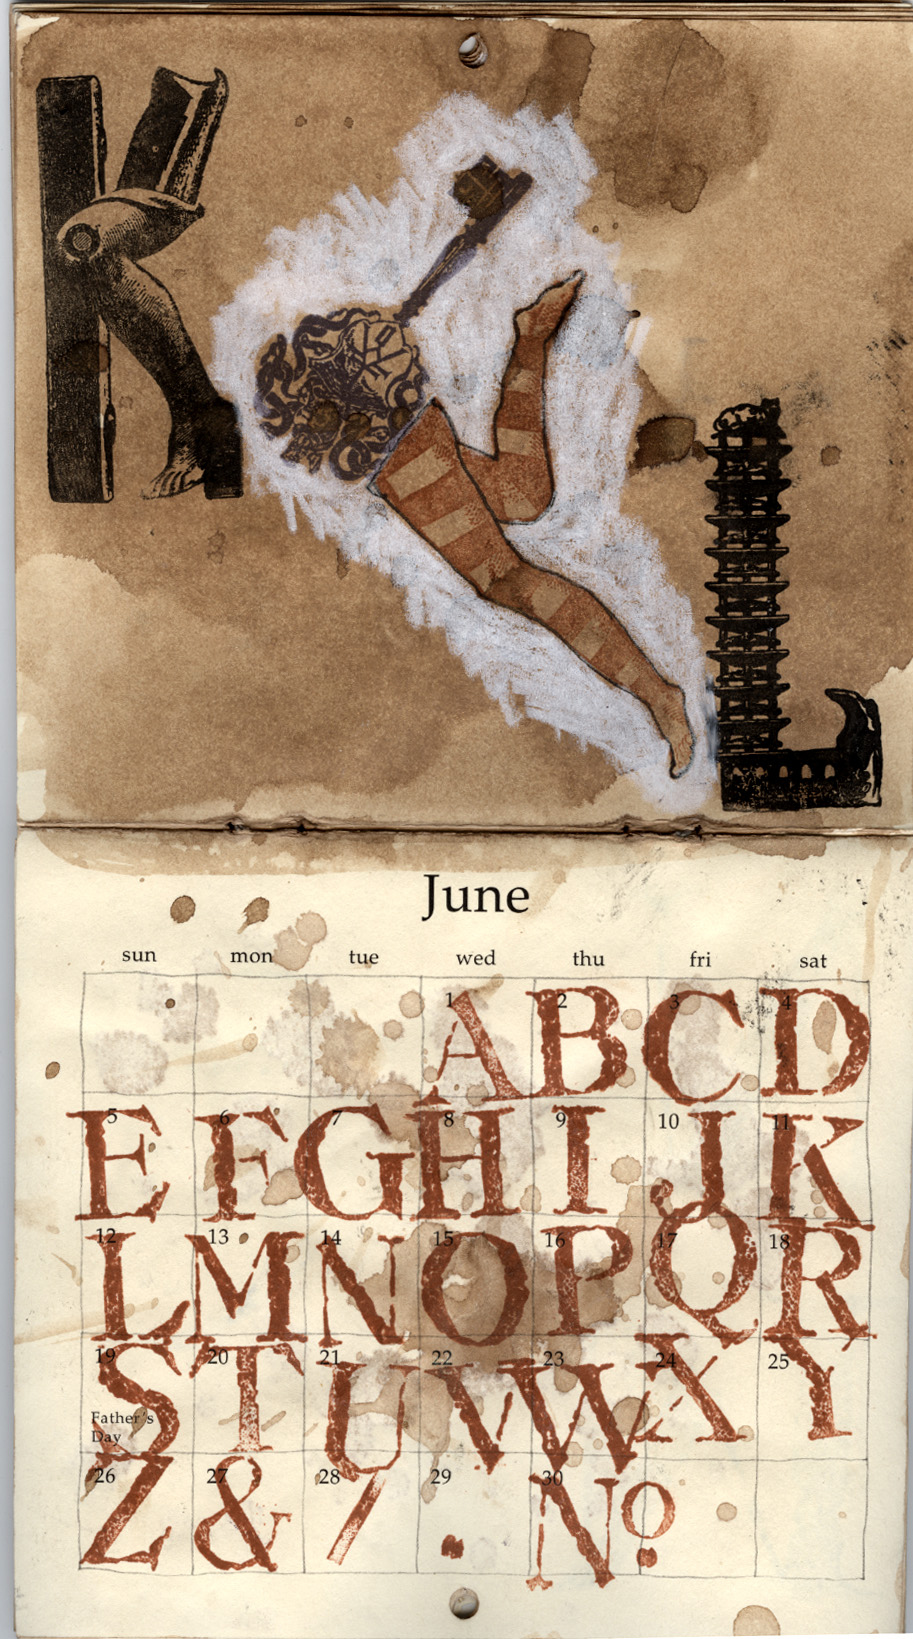 K
L
June
sun mon tue wed thu fri sat
1 2 3 4
A B C D
5 6 7 8 9 10 11
E F G H I J K
12 13 14 15 16 17 18
L M N O P Q R
19 20 21 22 23 24 25
S T U V W X Y
Father's
Day
26 27 28 29 30
Z & / . Nº